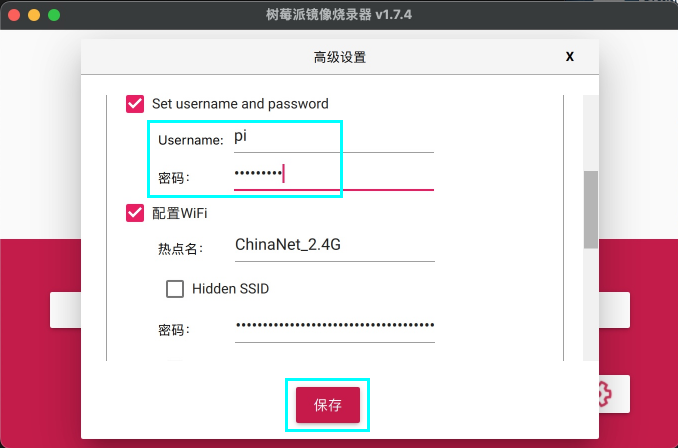 树莓派镜像烧录器 v1.7.4
高级设置 X
Set username and password
Username: pi
密码: •••••••••
配置WiFi
热点名: ChinaNet_2.4G
Hidden SSID
密码:
保存